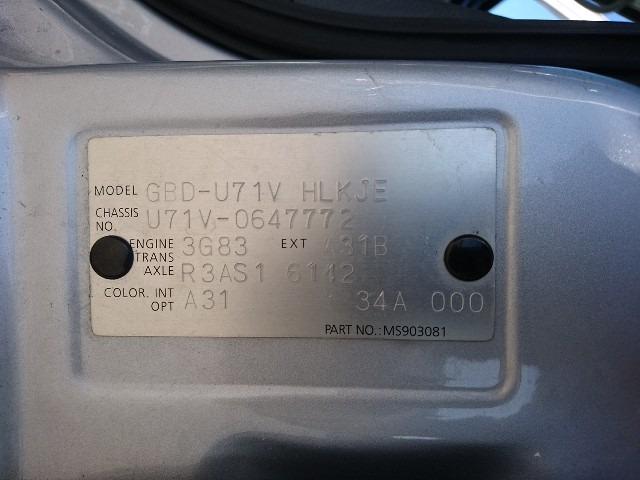 MODEL GBD-U71V HLKJE
CHASSIS NO. U71V-0647772
ENGINE 3G83 EXT A31B
TRANS AXLE R3AS1 6142
COLOR. INT OPT A31 34A 000
PART NO.: MS903081